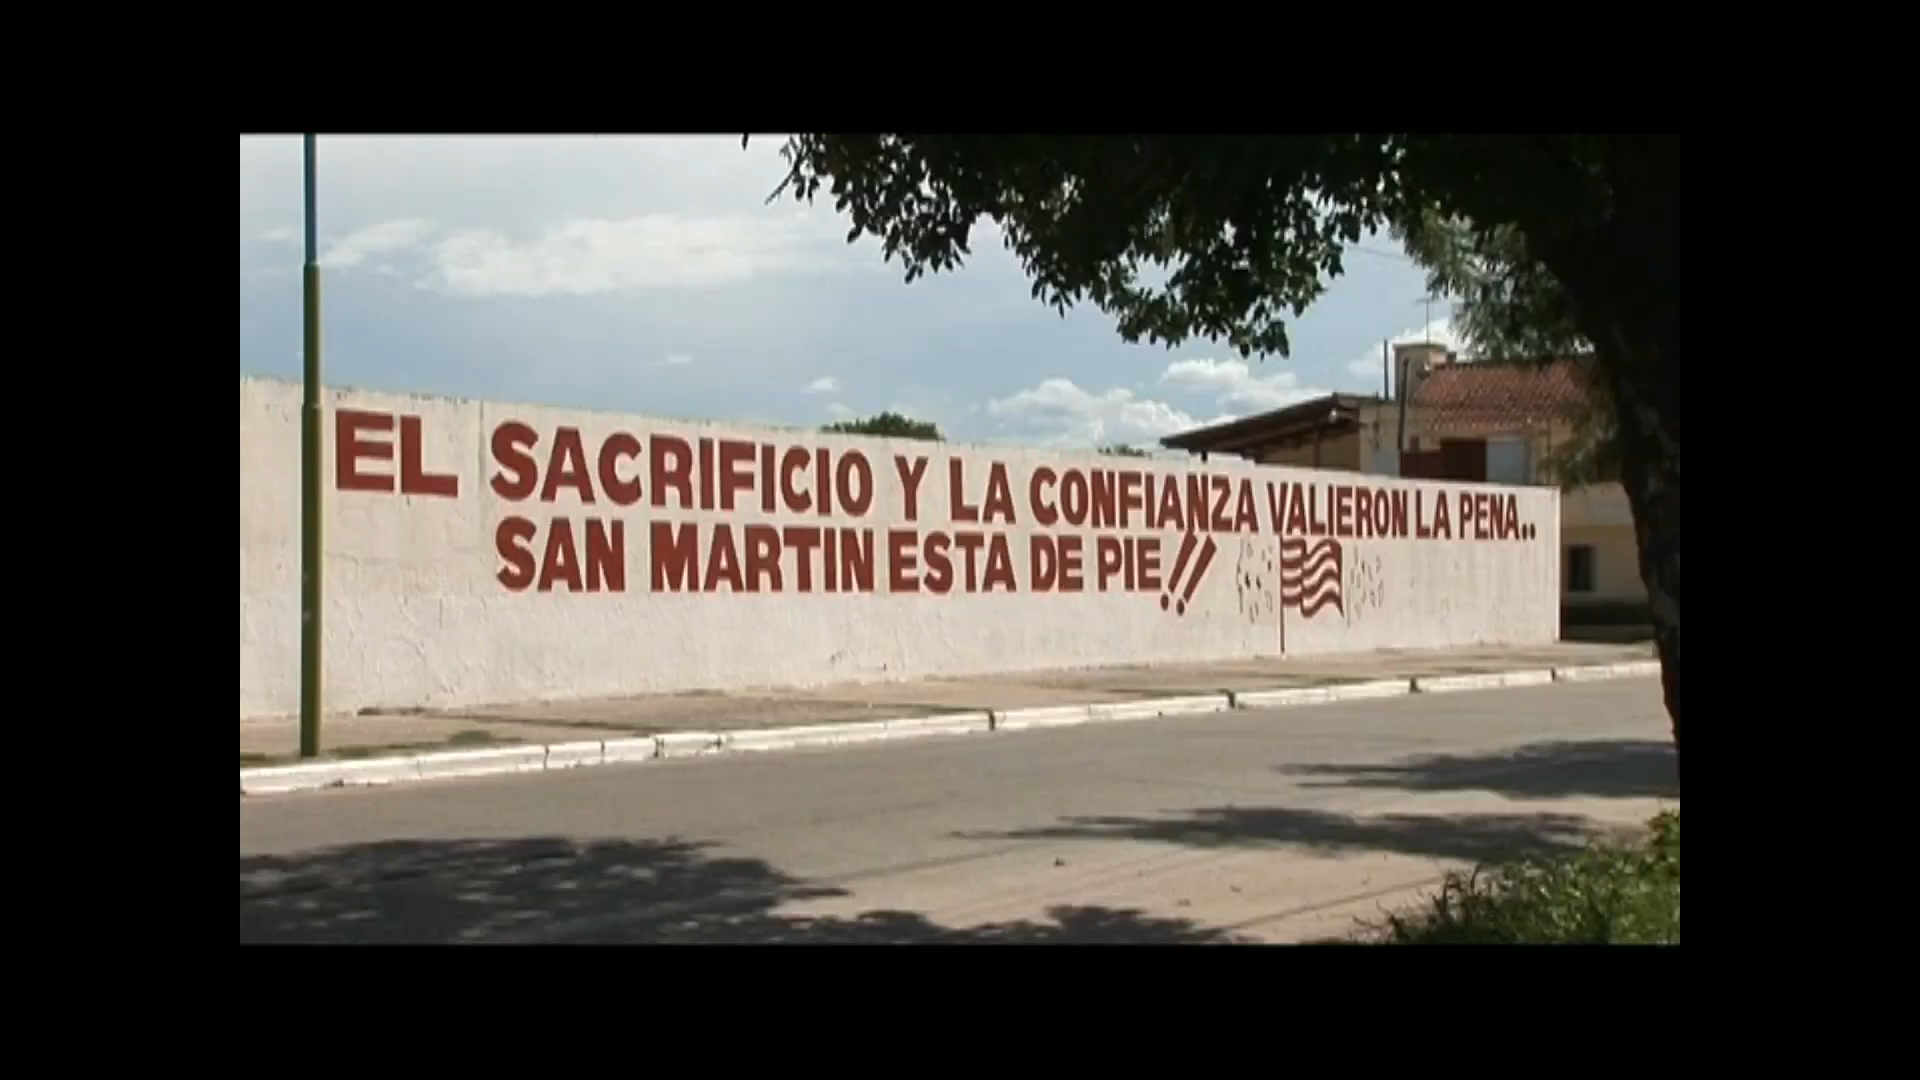 EL SACRIFICIO Y LA CONFIANZA VALIERON LA PENA..
SAN MARTIN ESTA DE PIE!!